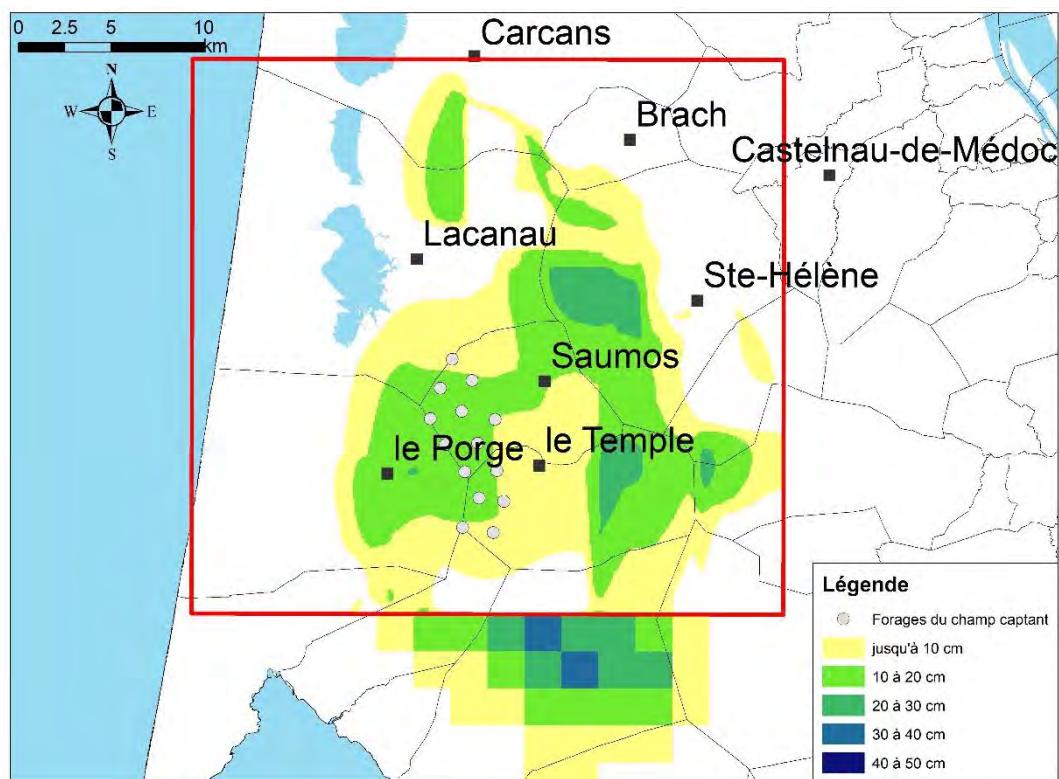 0 2.5 5 10
km
N
W E
S
Carcans
Brach
Castelnau-de-Médoc
Lacanau
Ste-Hélène
Saumos
le Porge
le Temple
Légende
Forages du champ captant
jusqu'à 10 cm
10 à 20 cm
20 à 30 cm
30 à 40 cm
40 à 50 cm